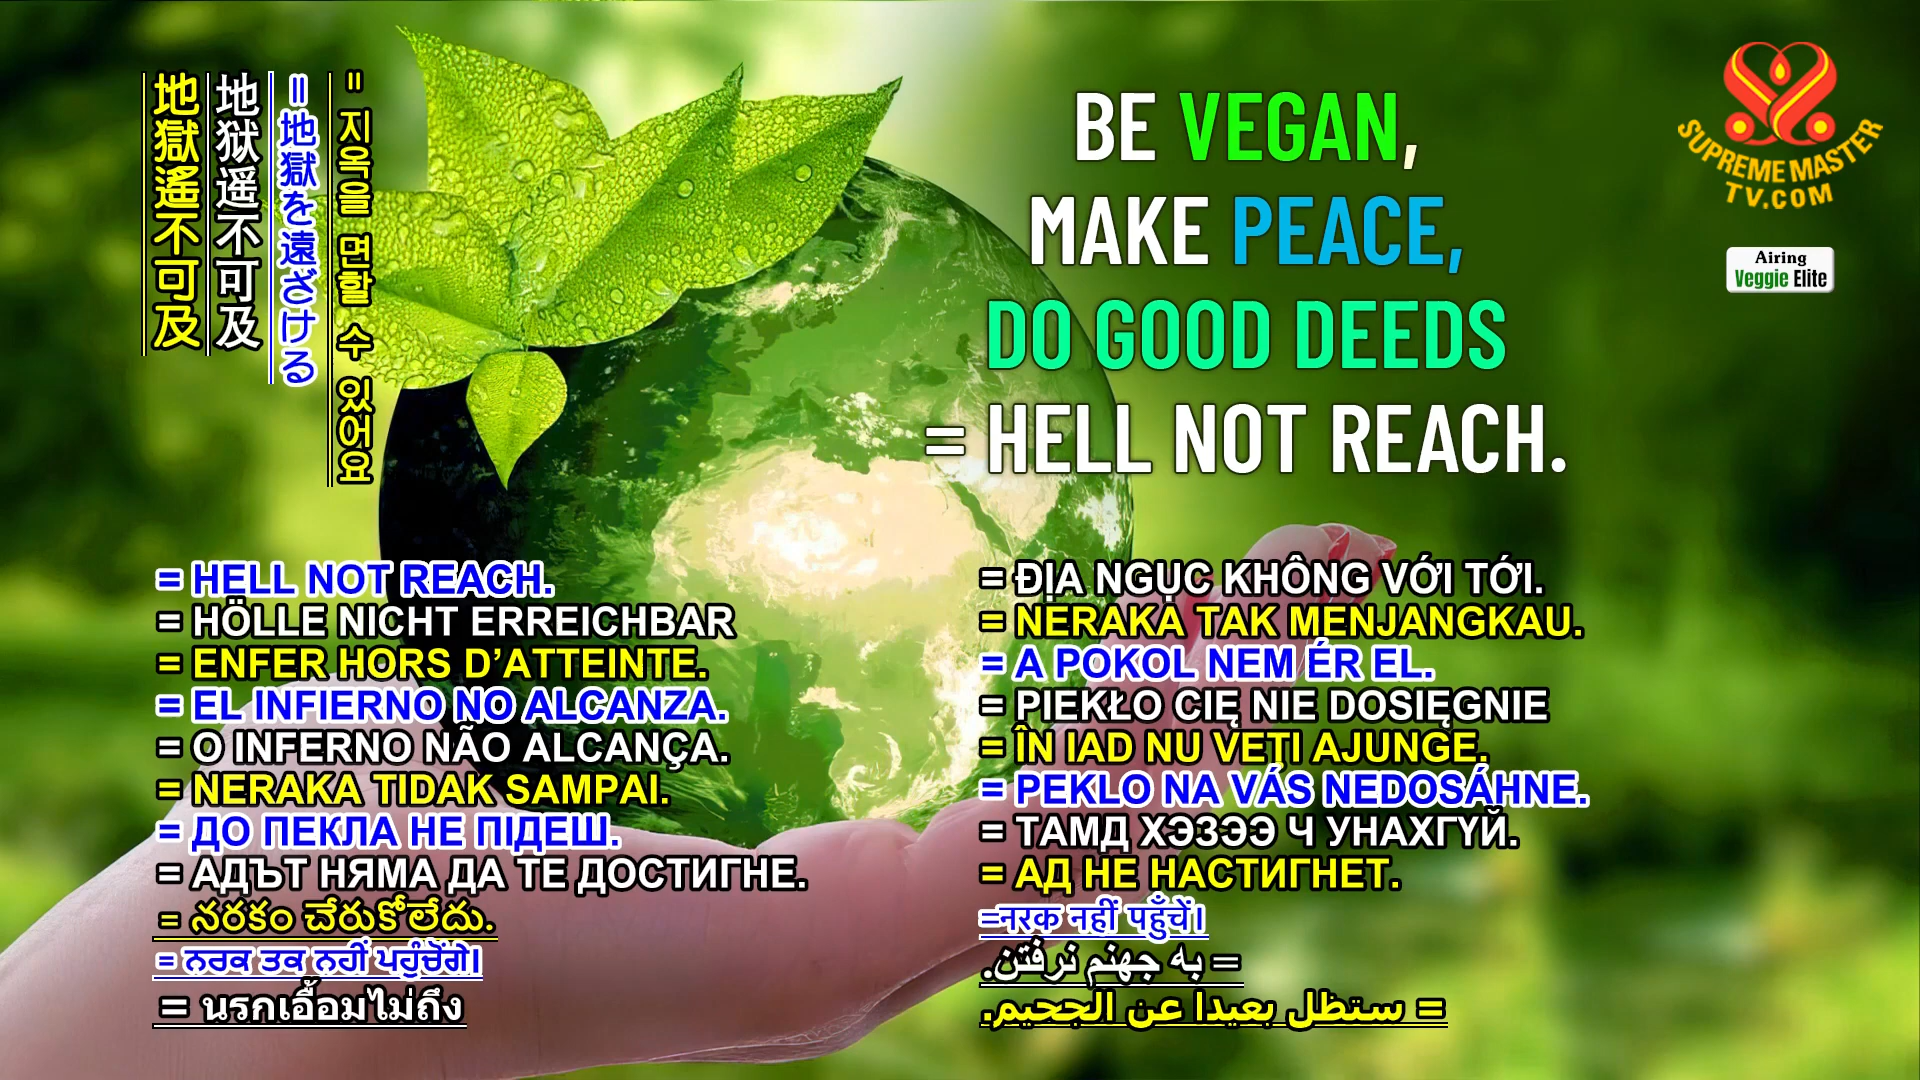 地獄遙不可及
地狱遥不可及
=地獄を遠ざける
= 지옥을 면할 수 있어요
BE VEGAN,
MAKE PEACE,
DO GOOD DEEDS
= HELL NOT REACH.
SUPREME MASTER
TV.COM
Airing
Veggie Elite
= HELL NOT REACH.
= HÖLLE NICHT ERREICHBAR
= ENFER HORS D’ATTEINTE.
= EL INFIERNO NO ALCANZA.
= O INFERNO NÃO ALCANÇA.
= NERAKA TIDAK SAMPAI.
= ДО ПЕКЛА НЕ ПІДЕШ.
= АДЪТ НЯМА ДА ТЕ ДОСТИГНЕ.
= నరకం చేరుకోలేదు.
= ਨਰਕ ਤਕ ਨਹੀਂ ਪਹੁੰਚੋਂਗੇ।
= นรกเอื้อมไม่ถึง
= ĐỊA NGỤC KHÔNG VỚI TỚI.
= NERAKA TAK MENJANGKAU.
= A POKOL NEM ÉR EL.
= PIEKŁO CIĘ NIE DOSIĘGNIE
= ÎN IAD NU VEȚI AJUNGE.
= PEKLO NA VÁS NEDOSÁHNE.
= ТАМД ХЭЗЭЭ Ч УНАХГҮЙ.
= АД НЕ НАСТИГНЕТ.
=नरक नहीं पहुँचें।
= به جهنم نرفتن.
= ستظل بعيدا عن الجحيم.